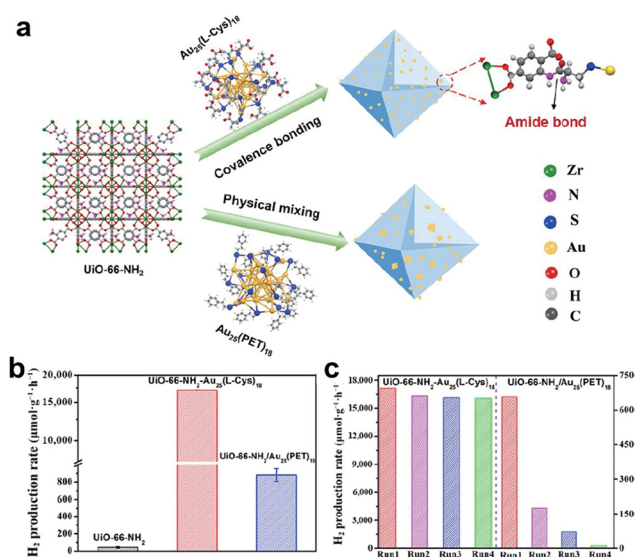 a
Au25(L-Cys)18
Covalence bonding
Amide bond
Physical mixing
UiO-66-NH2
Au25(PET)18
Zr
N
S
Au
O
H
C
b
H2 production rate (μmol·g-1·h-1)
20,000
15,000
10,000
800
600
400
200
0
UiO-66-NH2-Au25(L-Cys)18
UiO-66-NH2/Au25(PET)18
UiO-66-NH2
c
H2 production rate (μmol·g-1·h-1)
18,000
15,000
12,000
9,000
6,000
3,000
0
UiO-66-NH2-Au25(L-Cys)18
UiO-66-NH2/Au25(PET)18
750
600
450
300
150
0
Run1 Run2 Run3 Run4 Run1 Run2 Run3 Run4